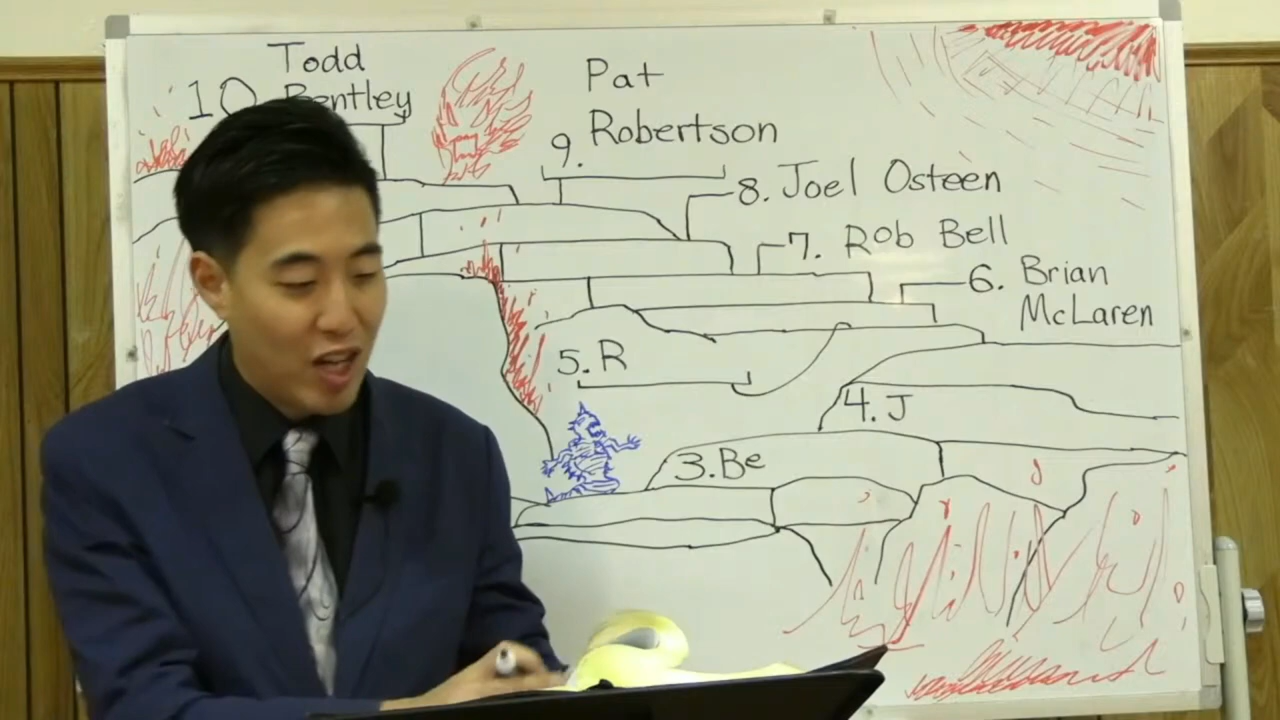 10. Todd
Bentley
9. Pat
Robertson
8. Joel Osteen
7. Rob Bell
6. Brian
McLaren
5. R
4. J
3. Be